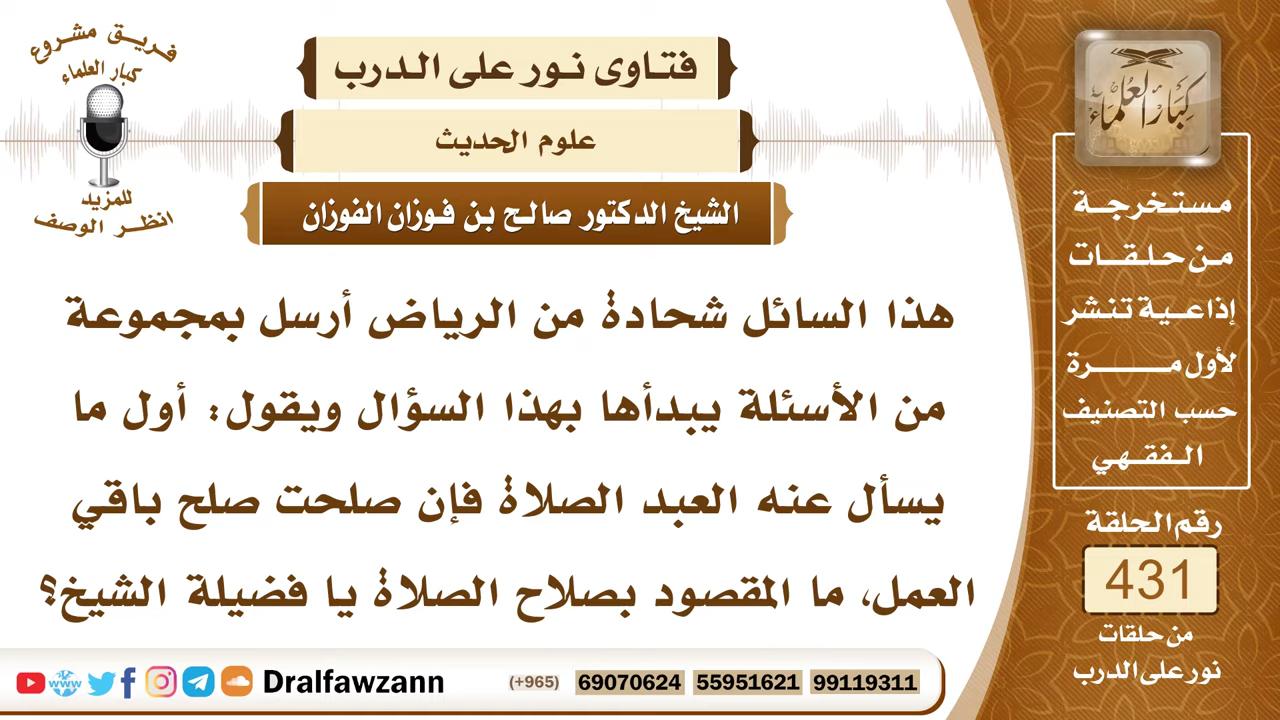 فريق مشروع
كبار العلماء
للمزيد
انظر الوصف
فتاوى نور على الدرب
علوم الحديث
الشيخ الدكتور صالح بن فوزان الفوزان
هذا السائل شحادة من الرياض أرسل بمجموعة
من الأسئلة يبدأها بهذا السؤال ويقول: أول ما
يسأل عنه العبد الصلاة فإن صلحت صلح باقي
العمل، ما المقصود بصلاح الصلاة يا فضيلة الشيخ؟
كبار العلماء
مستخرجة
من حلقات
إذاعية تنشر
لأول مرة
حسب التصنيف
الفقهي
رقم الحلقة
431
من حلقات
نور على الدرب
www
Dralfawzann
(+965) 69070624 55951621 99119311